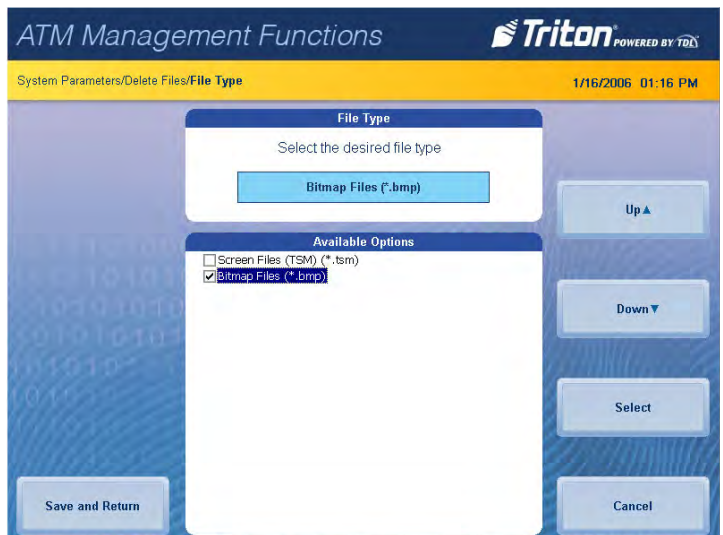 ATM Management Functions
Triton® POWERED BY TDL
System Parameters/Delete Files/File Type
1/16/2006 01:16 PM
File Type
Select the desired file type
Bitmap Files (*.bmp)
Up▲
Available Options
Screen Files (TSM) (*.tsm)
Bitmap Files (*.bmp)
Down▼
Select
Save and Return
Cancel